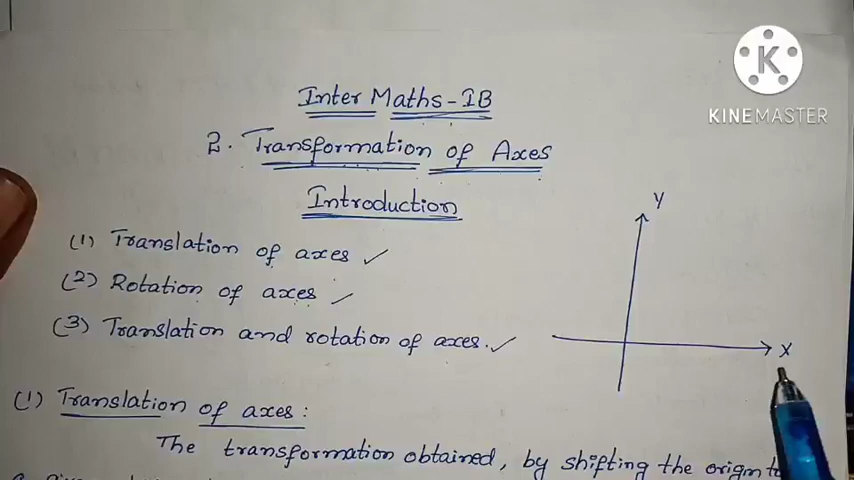 K
KINEMASTER
Inter Maths-IB
2. Transformation of Axes
Introduction
(1) Translation of axes ✓
(2) Rotation of axes ✓
(3) Translation and rotation of axes. ✓
Y
X
(1) Translation of axes:
The transformation obtained, by shifting the origin to